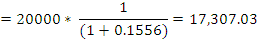 = 20000 * 1/(1 + 0.1556) = 17,307.03